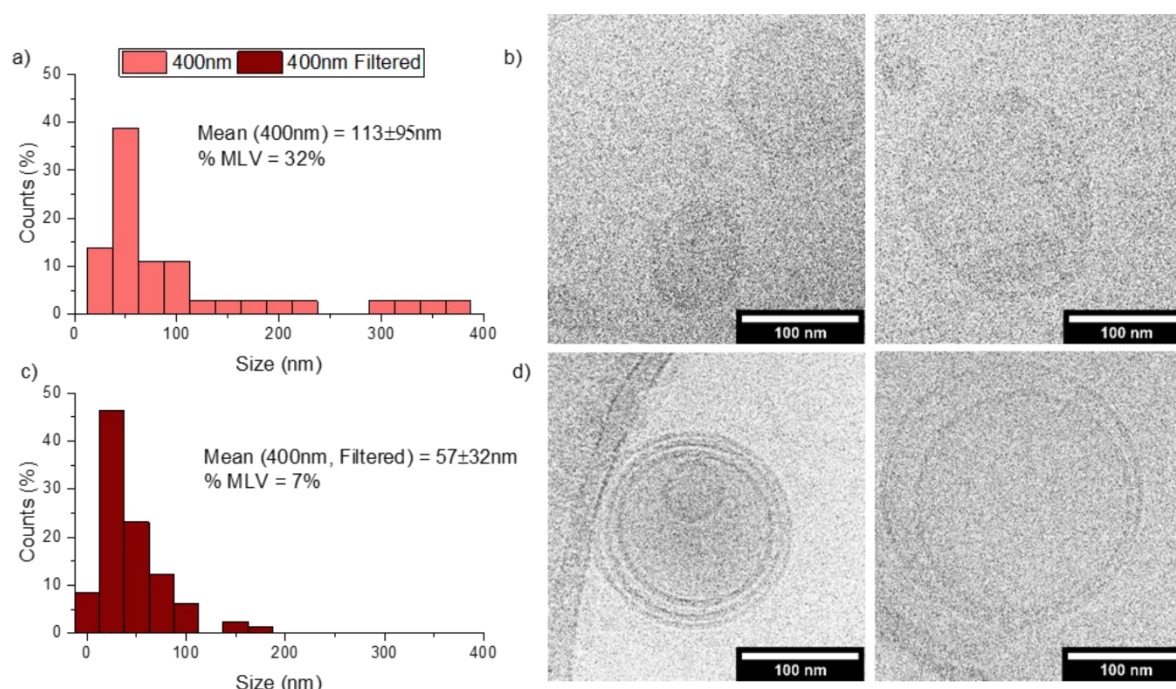 a)
400nm
400nm Filtered
Mean (400nm) = 113±95nm
% MLV = 32%
Counts (%)
50
40
30
20
10
0
0 100 200 300 400
Size (nm)
b)
100 nm
100 nm
c)
Mean (400nm, Filtered) = 57±32nm
% MLV = 7%
Counts (%)
50
40
30
20
10
0
0 100 200 300 400
Size (nm)
d)
100 nm
100 nm